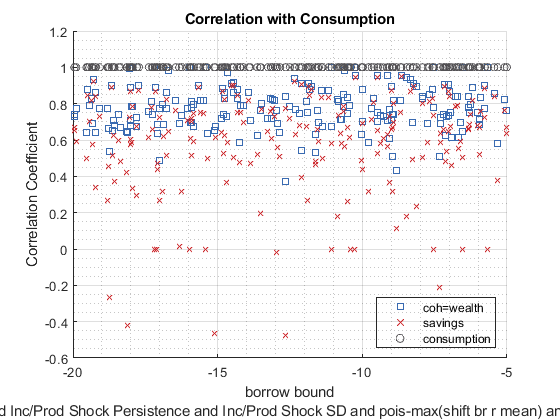 Correlation with Consumption
1.2
1
0.8
0.6
0.4
0.2
0
-0.2
-0.4
-0.6
Correlation Coefficient
coh=wealth
savings
consumption
-20
-15
-10
-5
borrow bound
Inc/Prod Shock Persistence and Inc/Prod Shock SD and pois-max(shift br r mean)